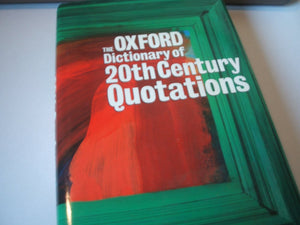 THE OXFORD
Dictionary of
20th Century
Quotations